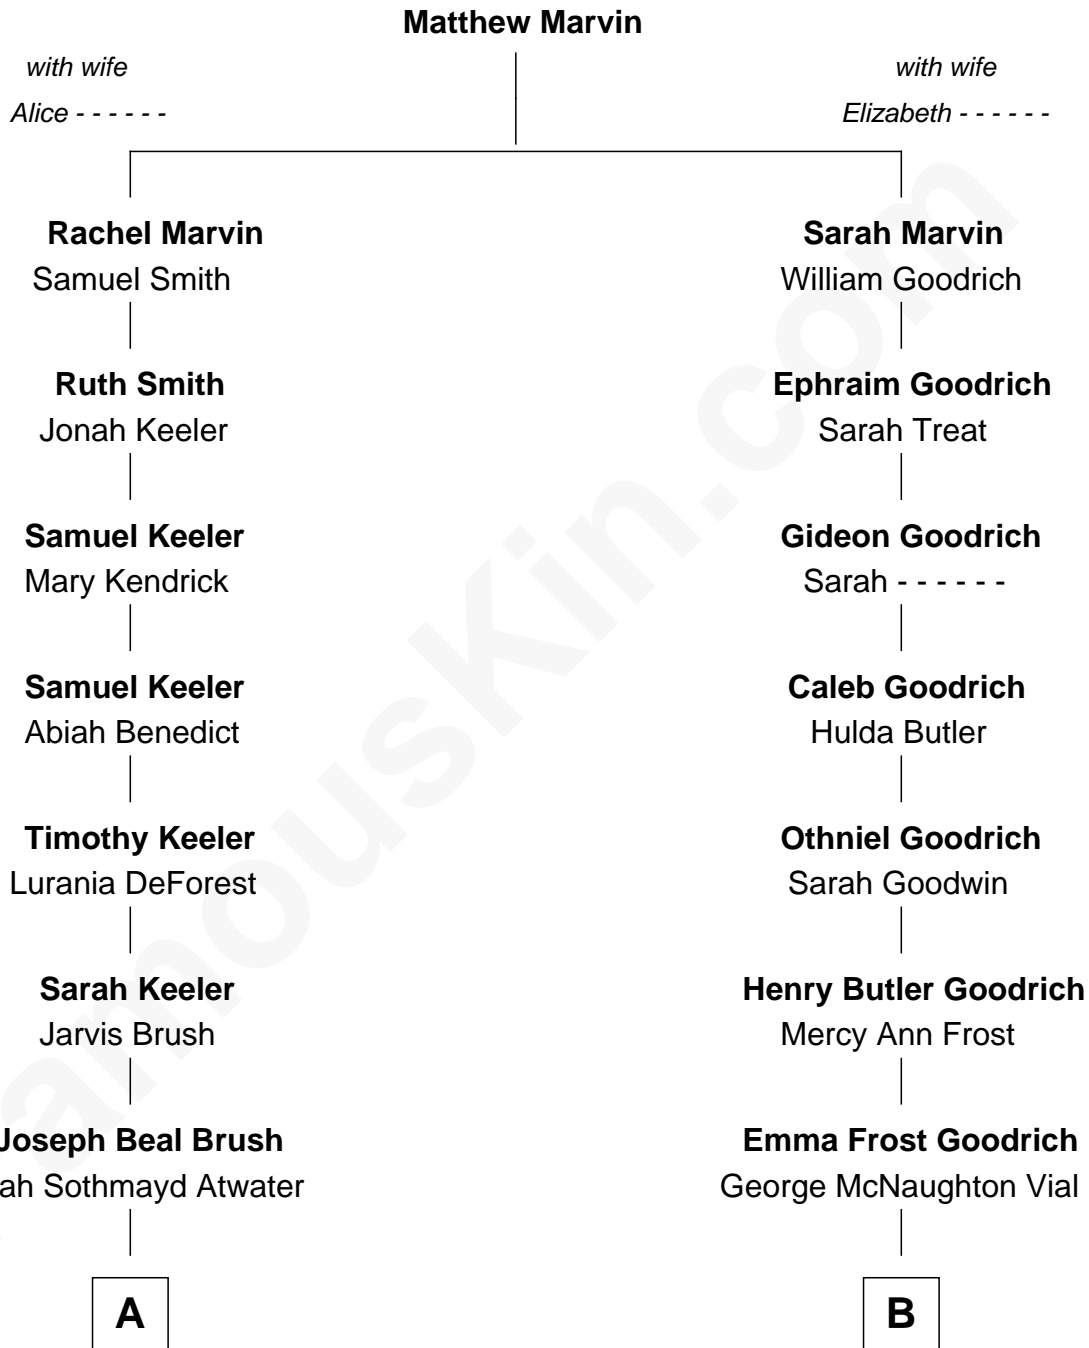 Matthew Marvin
with wife
with wife
Alice - - - - - -
Elizabeth - - - - - -
Rachel Marvin
Sarah Marvin
Samuel Smith
William Goodrich
Ruth Smith
Ephraim Goodrich
Jonah Keeler
Sarah Treat
Samuel Keeler
Gideon Goodrich
Mary Kendrick
Sarah - - - - - -
Samuel Keeler
Caleb Goodrich
Abiah Benedict
Hulda Butler
Timothy Keeler
Othniel Goodrich
Lurania DeForest
Sarah Goodwin
Sarah Keeler
Henry Butler Goodrich
Jarvis Brush
Mercy Ann Frost
Joseph Beal Brush
Emma Frost Goodrich
Sothmayd Atwater
George McNaughton Vial
A
B
amouskin.com